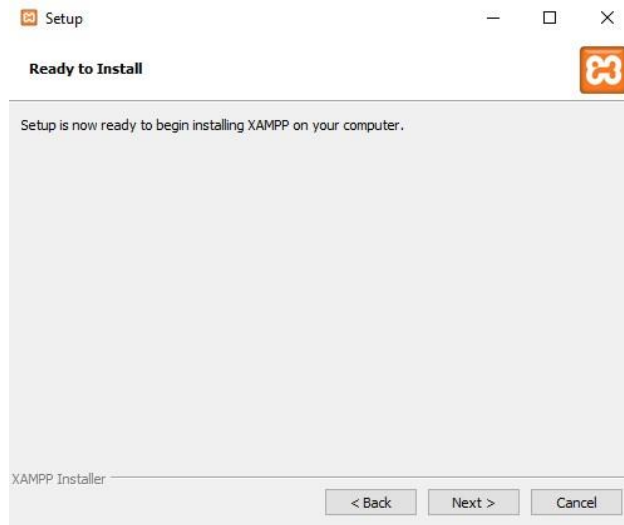 Setup
Ready to Install
Setup is now ready to begin installing XAMPP on your computer.
XAMPP Installer
< Back Next > Cancel